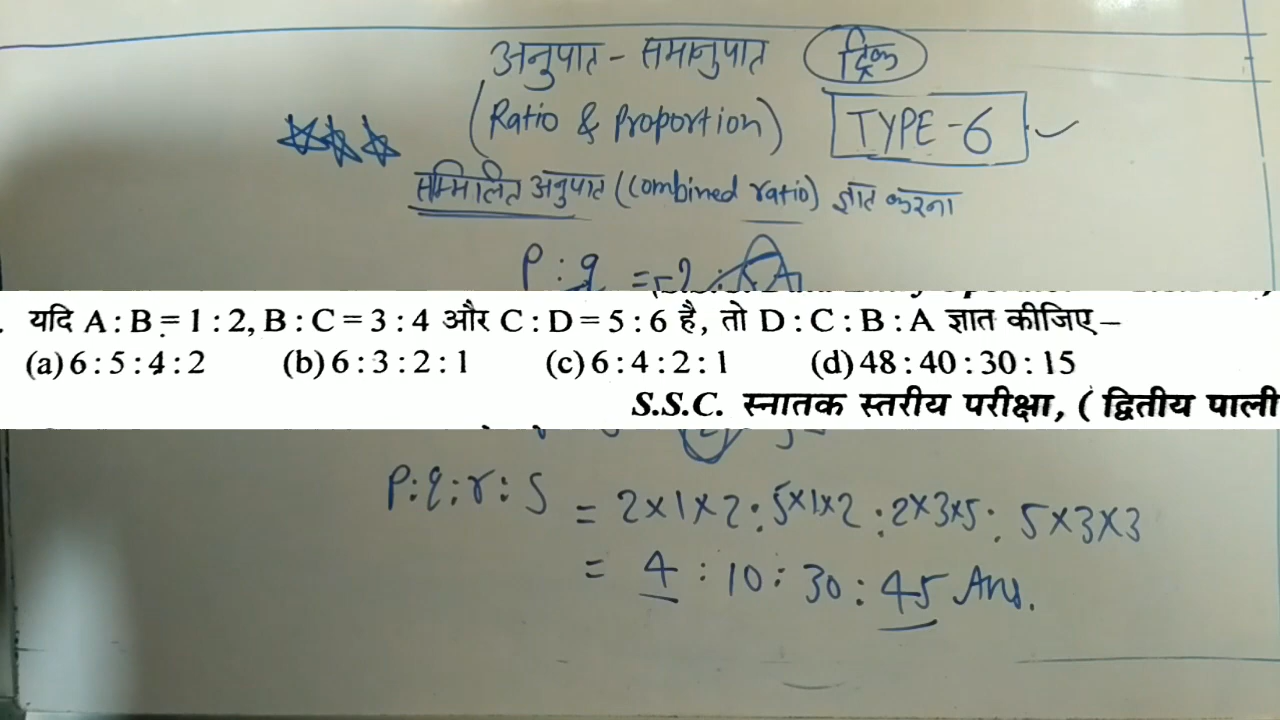 अनुपात - समानुपात ट्रिक
(Ratio & Proportion) TYPE-6
सम्मिलित अनुपात (combined ratio) ज्ञात करना
P : q = 2 :
यदि A : B = 1 : 2, B : C = 3 : 4 और C : D = 5 : 6 है, तो D : C : B : A ज्ञात कीजिए –
(a) 6 : 5 : 4 : 2 (b) 6 : 3 : 2 : 1 (c) 6 : 4 : 2 : 1 (d) 48 : 40 : 30 : 15
S.S.C. स्नातक स्तरीय परीक्षा, ( द्वितीय पाली
P:q:r:S = 2×1×2 : 5×1×2 : 2×3×5 : 5×3×3
= 4 : 10 : 30 : 45 Ans.